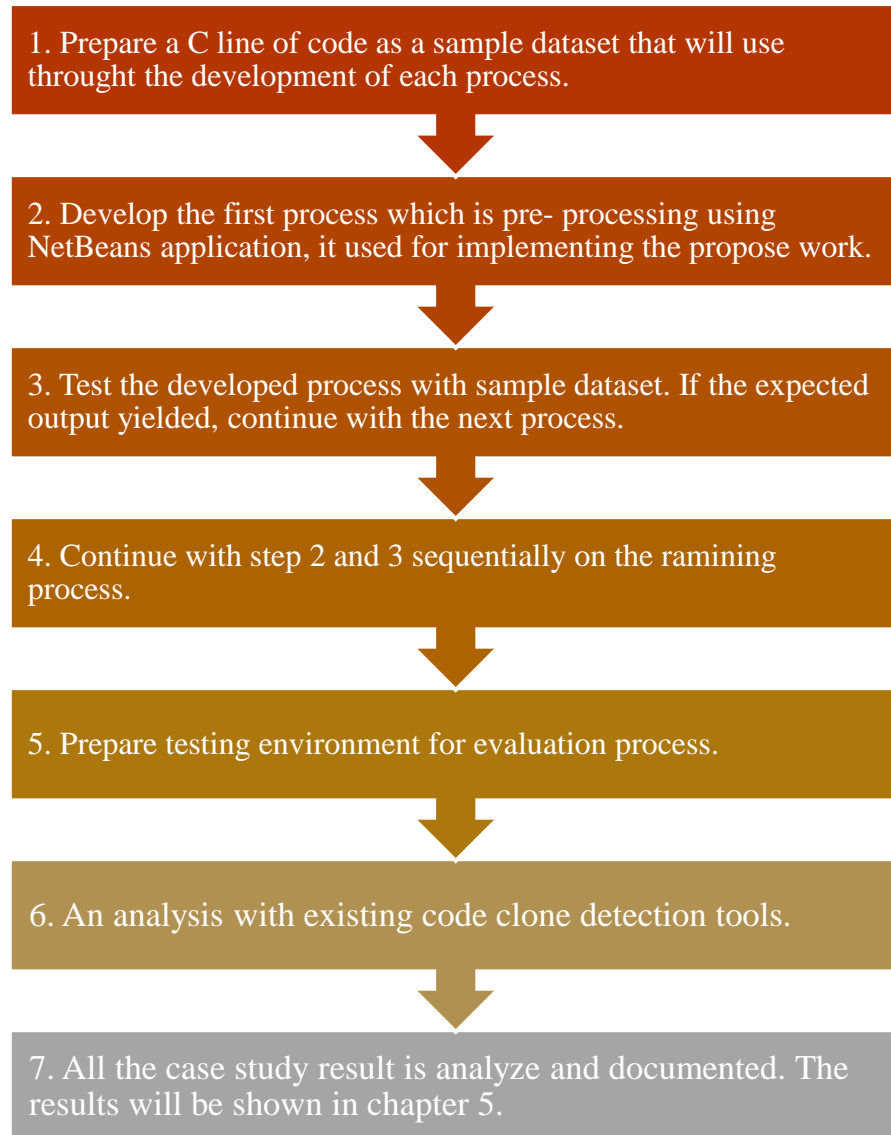 1. Prepare a C line of code as a sample dataset that will use
throught the development of each process.
2. Develop the first process which is pre- processing using
NetBeans application, it used for implementing the propose work.
3. Test the developed process with sample dataset. If the expected
output yielded, continue with the next process.
4. Continue with step 2 and 3 sequentially on the ramining
process.
5. Prepare testing environment for evaluation process.
6. An analysis with existing code clone detection tools.
7. All the case study result is analyze and documented. The
results will be shown in chapter 5.